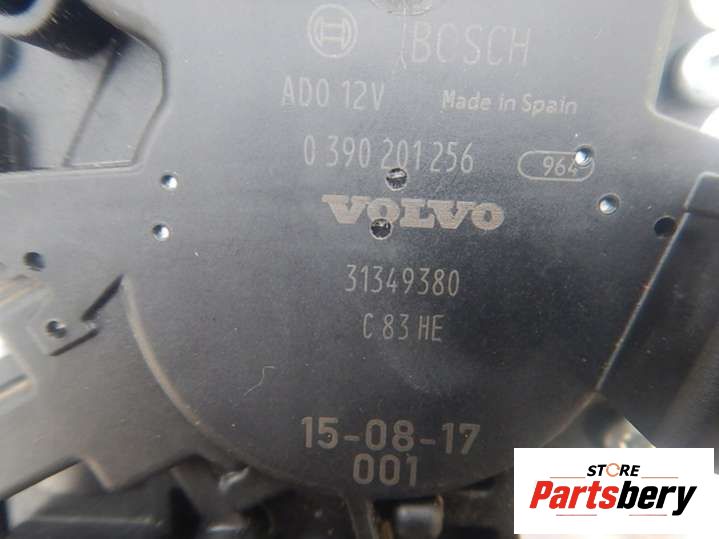 BOSCH
ADO 12V Made in Spain
0 390 201 256 964
VOLVO
31349380
C 83 HE
15-08-17
001
STORE
Partsbery